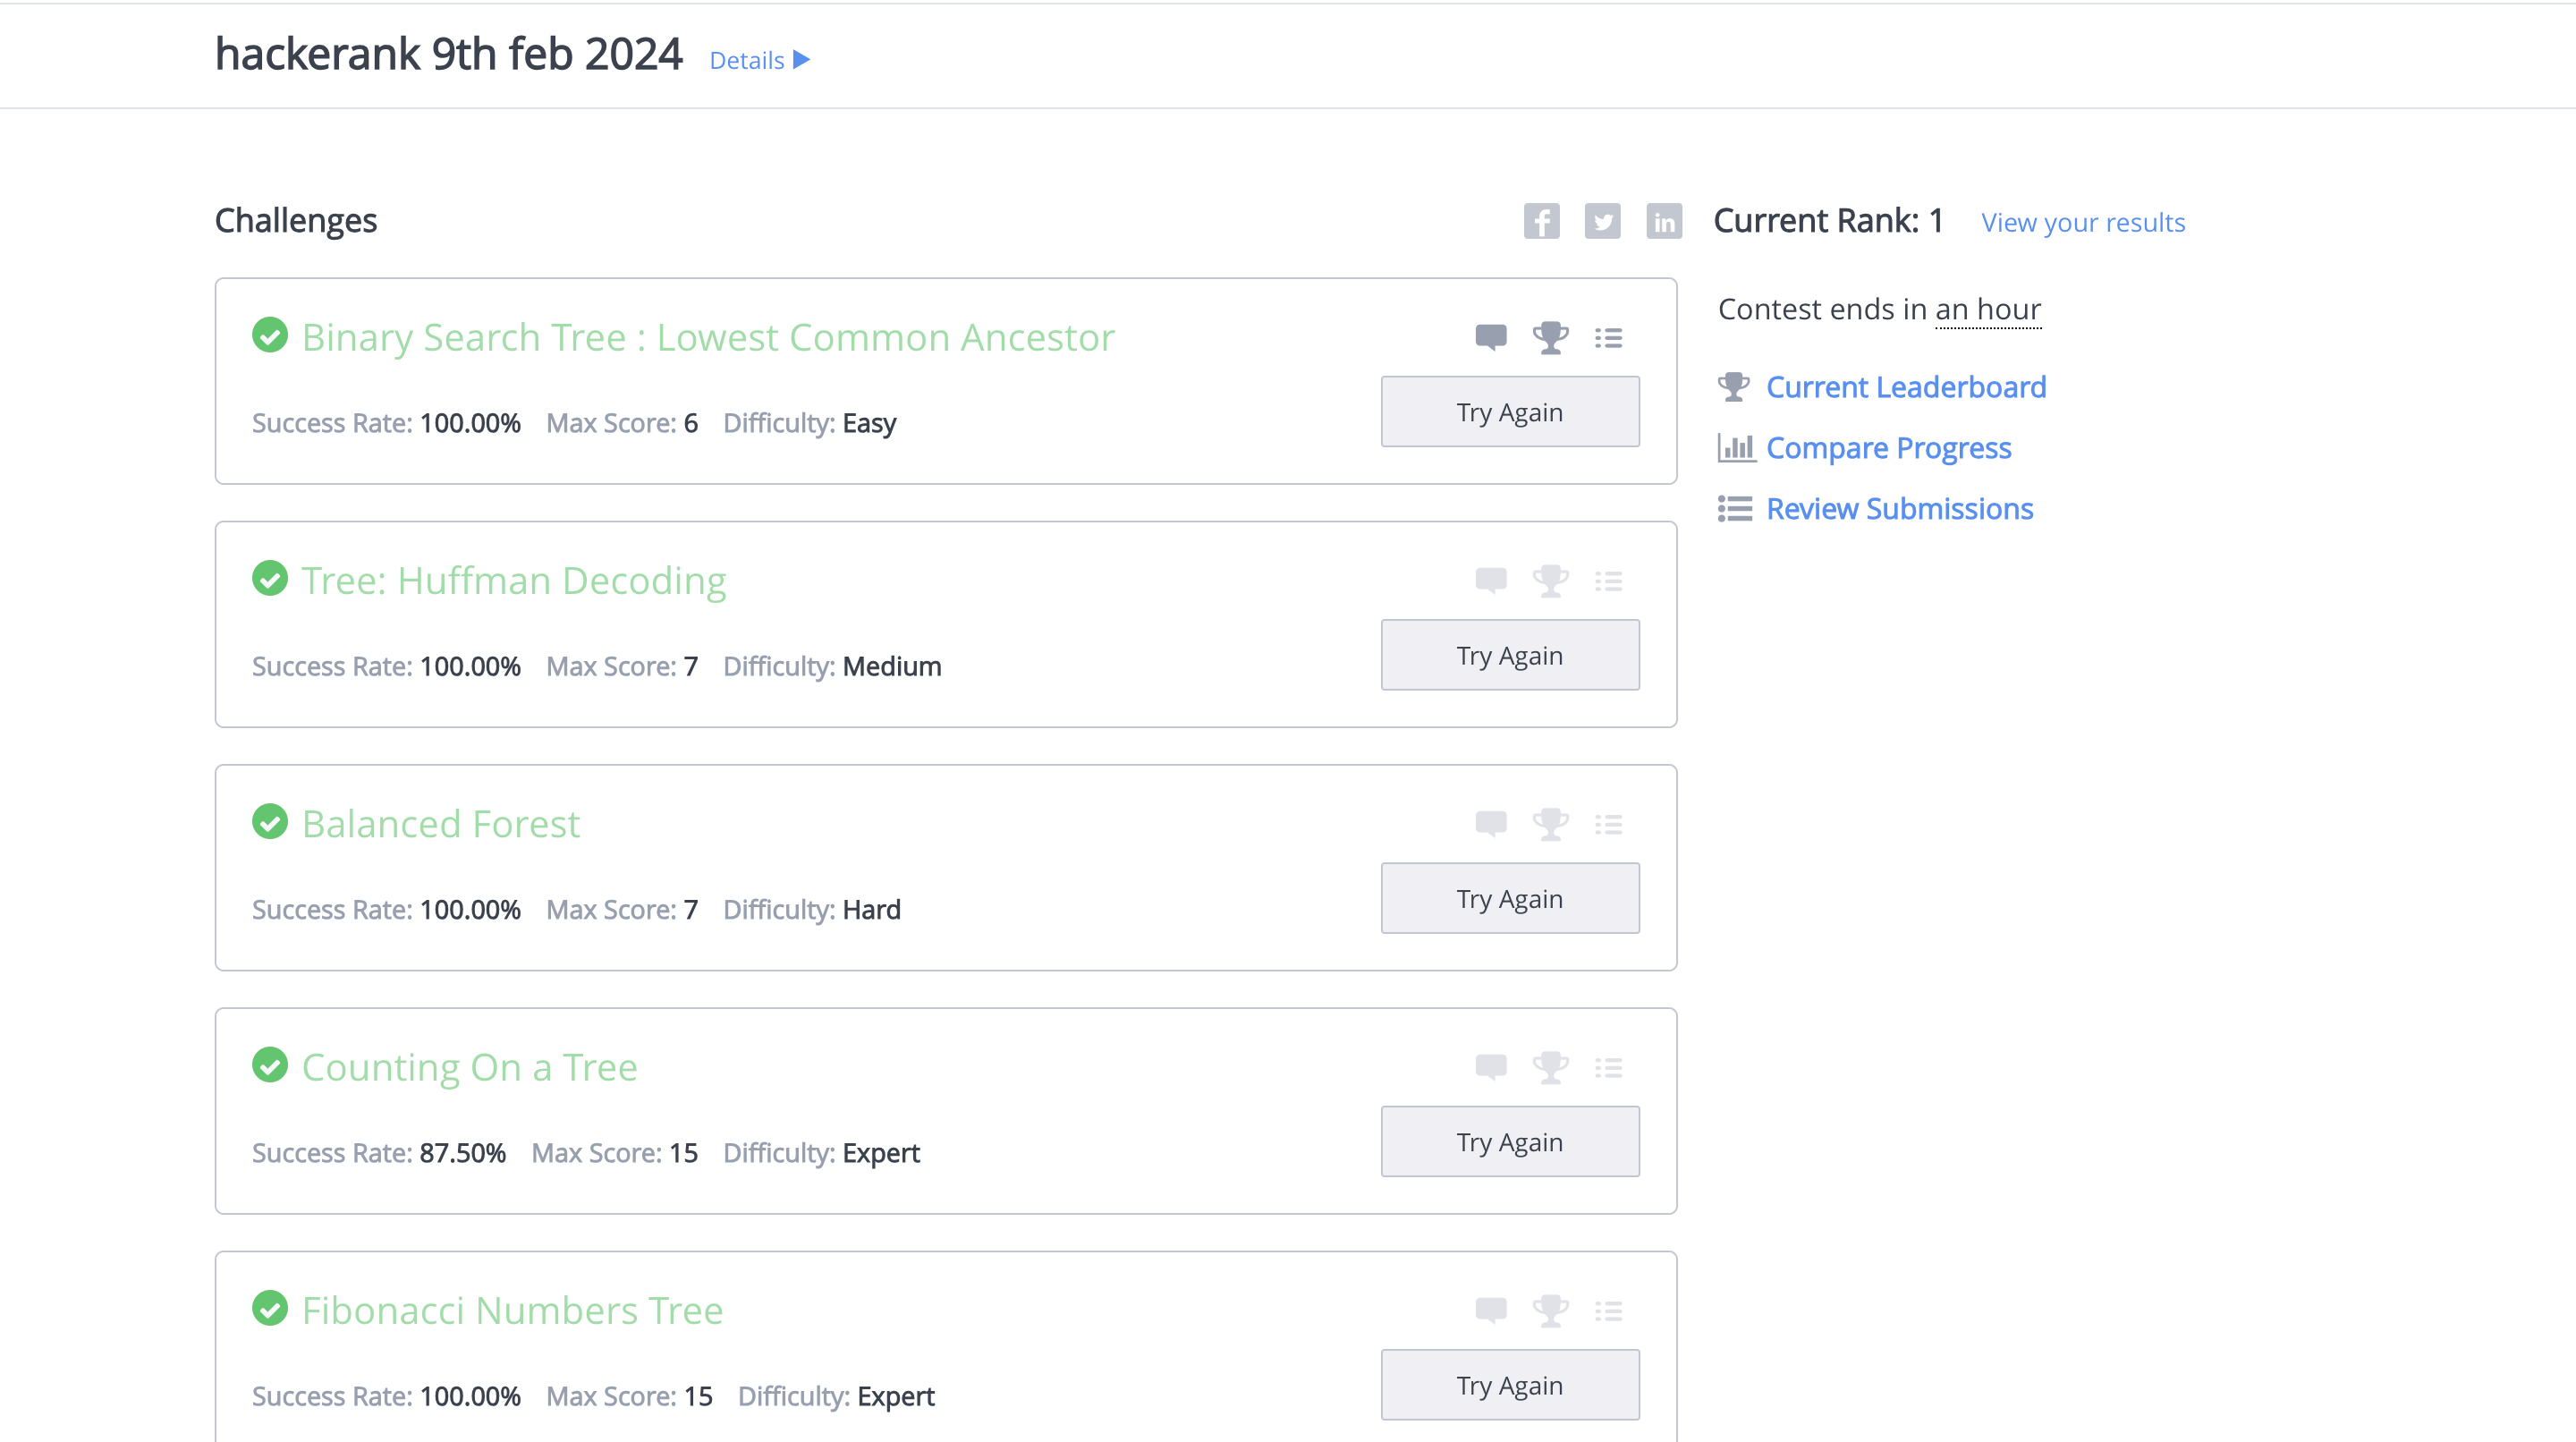 hackerank 9th feb 2024 Details
Challenges
Current Rank: 1 View your results
Contest ends in an hour
Current Leaderboard
Compare Progress
Review Submissions
Binary Search Tree : Lowest Common Ancestor
Success Rate: 100.00% Max Score: 6 Difficulty: Easy
Try Again
Tree: Huffman Decoding
Success Rate: 100.00% Max Score: 7 Difficulty: Medium
Try Again
Balanced Forest
Success Rate: 100.00% Max Score: 7 Difficulty: Hard
Try Again
Counting On a Tree
Success Rate: 87.50% Max Score: 15 Difficulty: Expert
Try Again
Fibonacci Numbers Tree
Success Rate: 100.00% Max Score: 15 Difficulty: Expert
Try Again